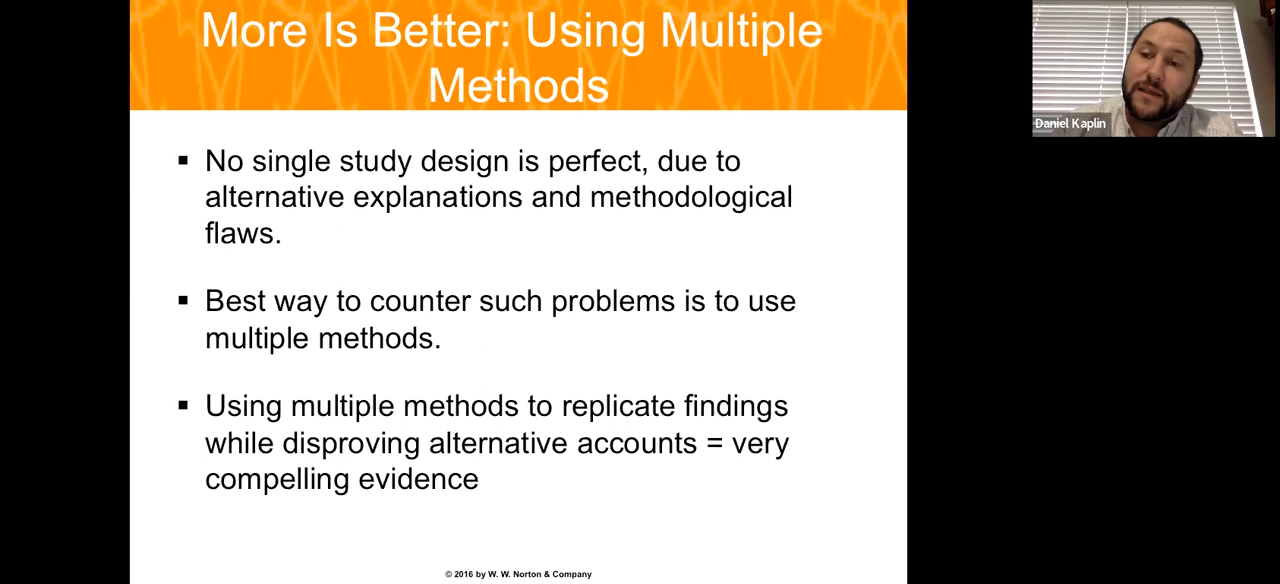 More Is Better: Using Multiple
Methods
Daniel Kaplin
▪ No single study design is perfect, due to
alternative explanations and methodological
flaws.
▪ Best way to counter such problems is to use
multiple methods.
▪ Using multiple methods to replicate findings
while disproving alternative accounts = very
compelling evidence
© 2016 by W. W. Norton & Company